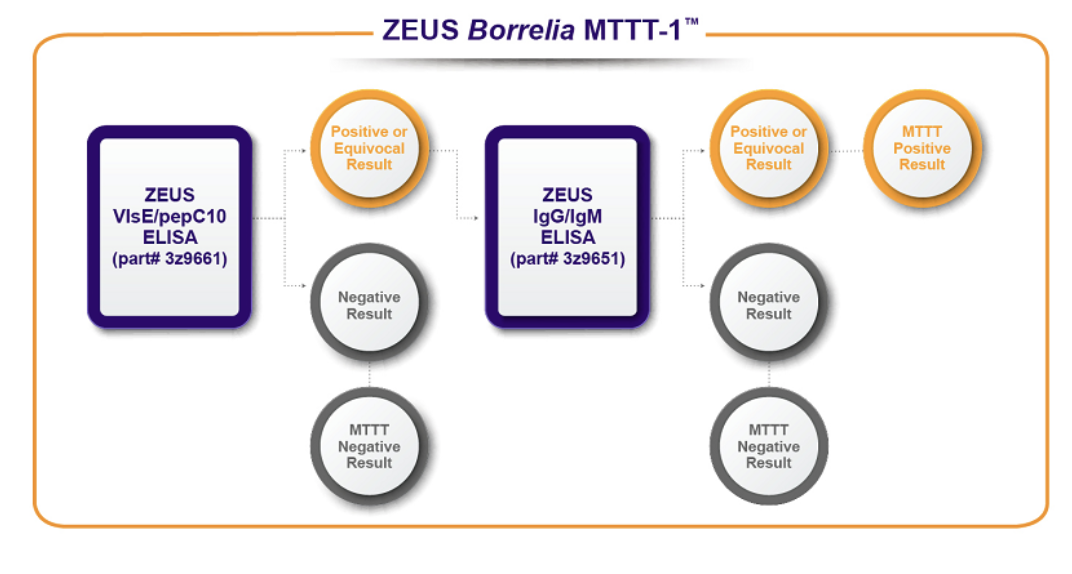 ZEUS Borrelia MTTT-1™
ZEUS
VlsE/pepC10
ELISA
(part# 3z9661)
Positive or
Equivocal
Result
Negative
Result
MTTT
Negative
Result
ZEUS
IgG/IgM
ELISA
(part# 3z9651)
Positive or
Equivocal
Result
MTTT
Positive
Result
Negative
Result
MTTT
Negative
Result